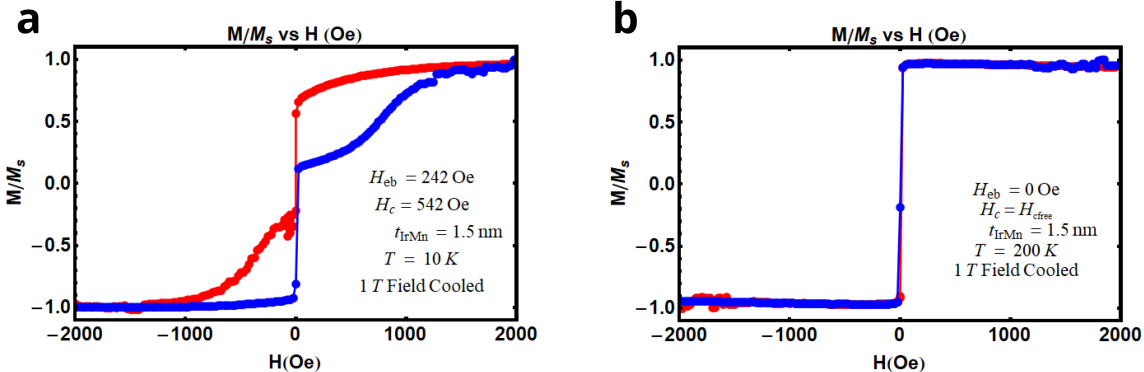 a
M/Ms vs H (Oe)
M/Ms
1.0
0.5
0.0
−0.5
−1.0
Heb = 242 Oe
Hc = 542 Oe
tIrMn = 1.5 nm
T = 10 K
1 T Field Cooled
−2000 −1000 0 1000 2000
H(Oe)
b
M/Ms vs H (Oe)
M/Ms
1.0
0.5
0.0
−0.5
−1.0
Heb = 0 Oe
Hc = Hcfree
tIrMn = 1.5 nm
T = 200 K
1 T Field Cooled
−2000 −1000 0 1000 2000
H(Oe)